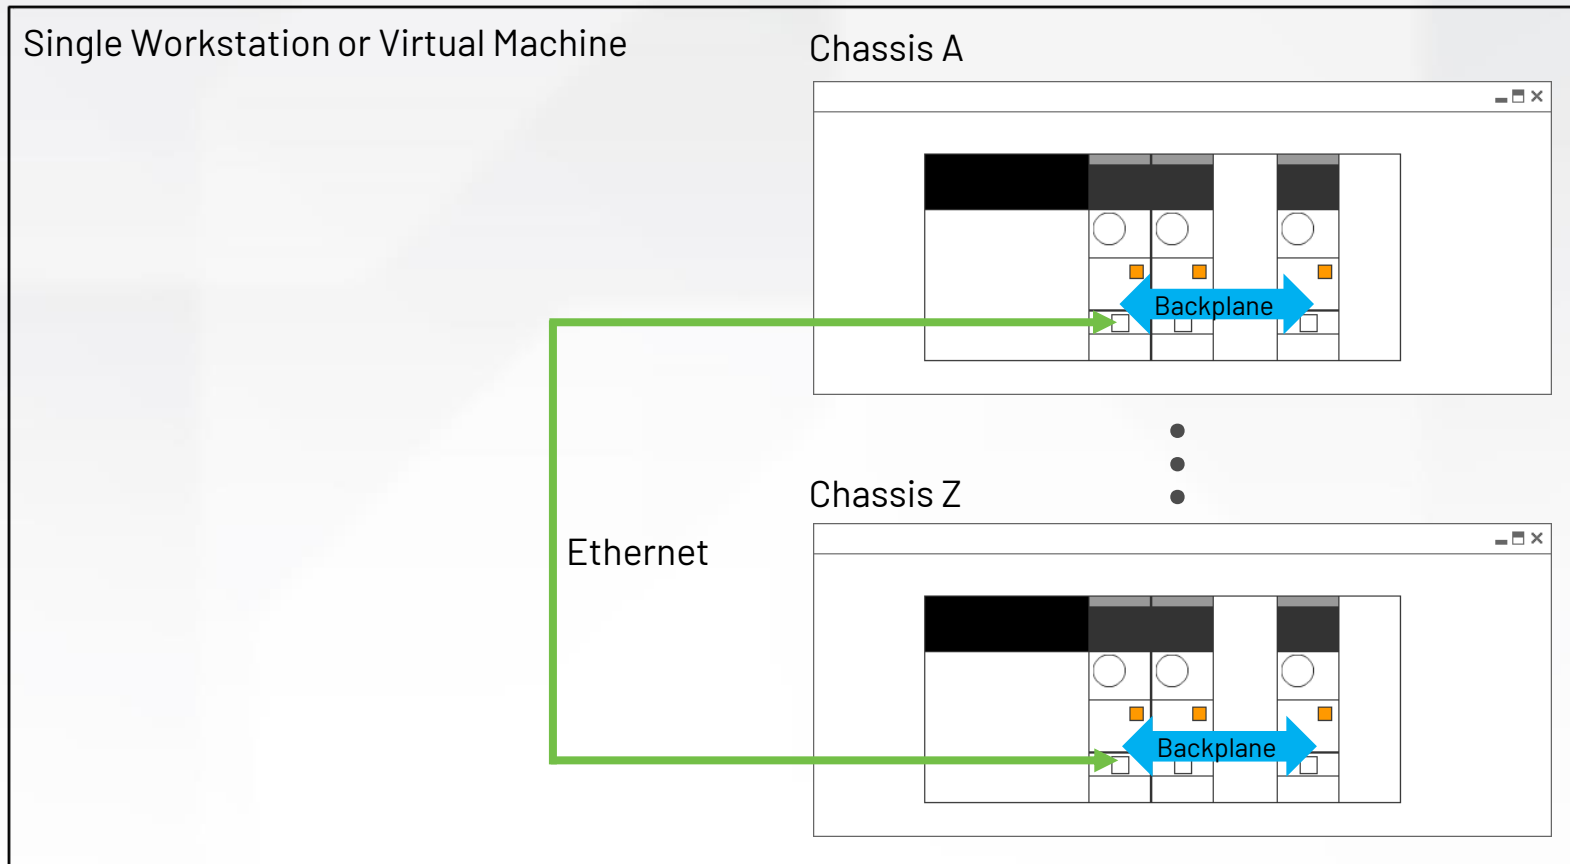 Single Workstation or Virtual Machine
Chassis A
Backplane
Chassis Z
Ethernet
Backplane